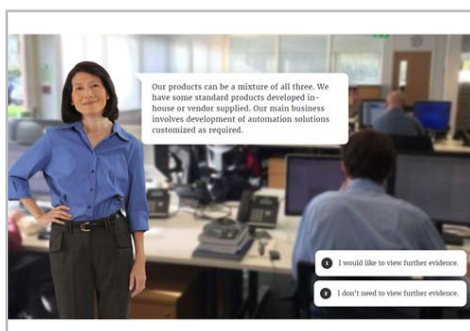 Our products can be a mixture of all three. We
have some standard products developed in-
house or vendor supplied. Our main business
involves development of automation solutions
customized as required.
1 I would like to view further evidence.
2 I don't need to view further evidence.